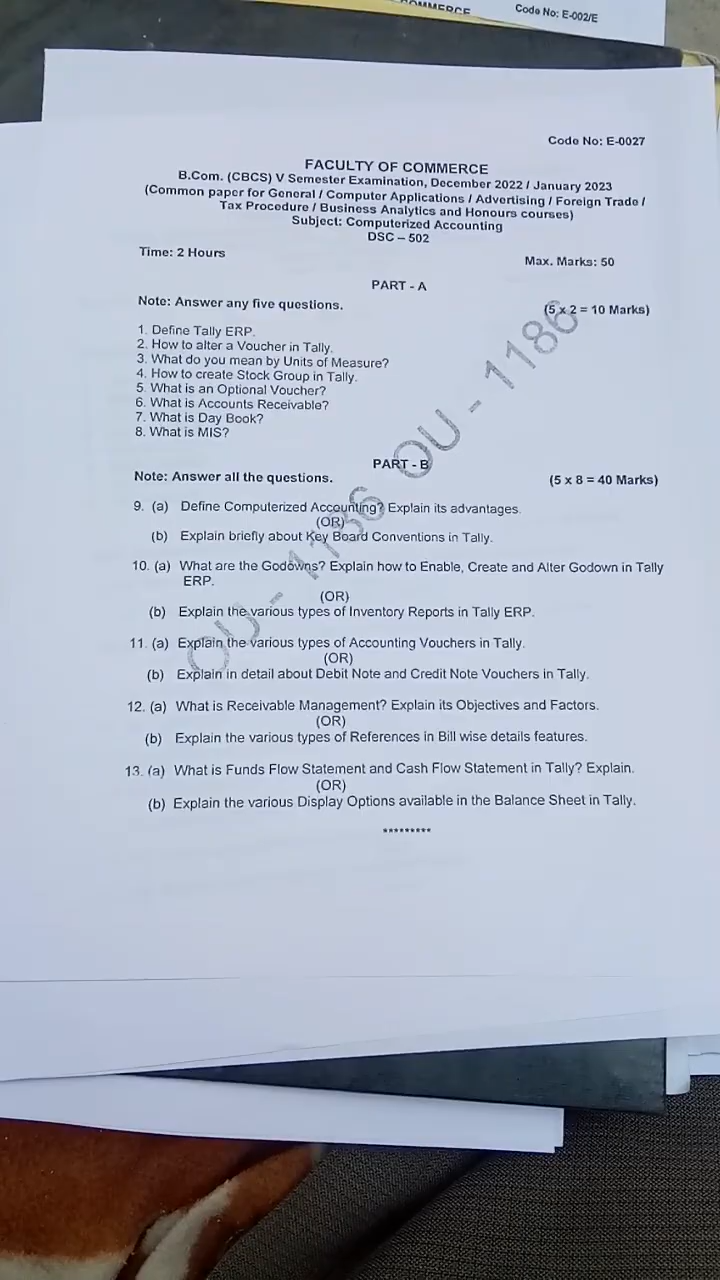 OMMERCE
Code No: E-002/E
Code No: E-0027
FACULTY OF COMMERCE
B.Com. (CBCS) V Semester Examination, December 2022 / January 2023
(Common paper for General / Computer Applications / Advertising / Foreign Trade /
Tax Procedure / Business Analytics and Honours courses)
Subject: Computerized Accounting
DSC – 502
Time: 2 Hours
Max. Marks: 50
PART - A
Note: Answer any five questions.
(5 x 2 = 10 Marks)
1. Define Tally ERP.
2. How to alter a Voucher in Tally.
3. What do you mean by Units of Measure?
4. How to create Stock Group in Tally.
5. What is an Optional Voucher?
6. What is Accounts Receivable?
7. What is Day Book?
8. What is MIS?
OU - 1186 OU - 1186
PART - B
Note: Answer all the questions.
(5 x 8 = 40 Marks)
9. (a) Define Computerized Accounting? Explain its advantages.
(OR)
(b) Explain briefly about Key Board Conventions in Tally.
10. (a) What are the Godowns? Explain how to Enable, Create and Alter Godown in Tally
ERP.
(OR)
(b) Explain the various types of Inventory Reports in Tally ERP.
11. (a) Explain the various types of Accounting Vouchers in Tally.
(OR)
(b) Explain in detail about Debit Note and Credit Note Vouchers in Tally.
12. (a) What is Receivable Management? Explain its Objectives and Factors.
(OR)
(b) Explain the various types of References in Bill wise details features.
13. (a) What is Funds Flow Statement and Cash Flow Statement in Tally? Explain.
(OR)
(b) Explain the various Display Options available in the Balance Sheet in Tally.
*********